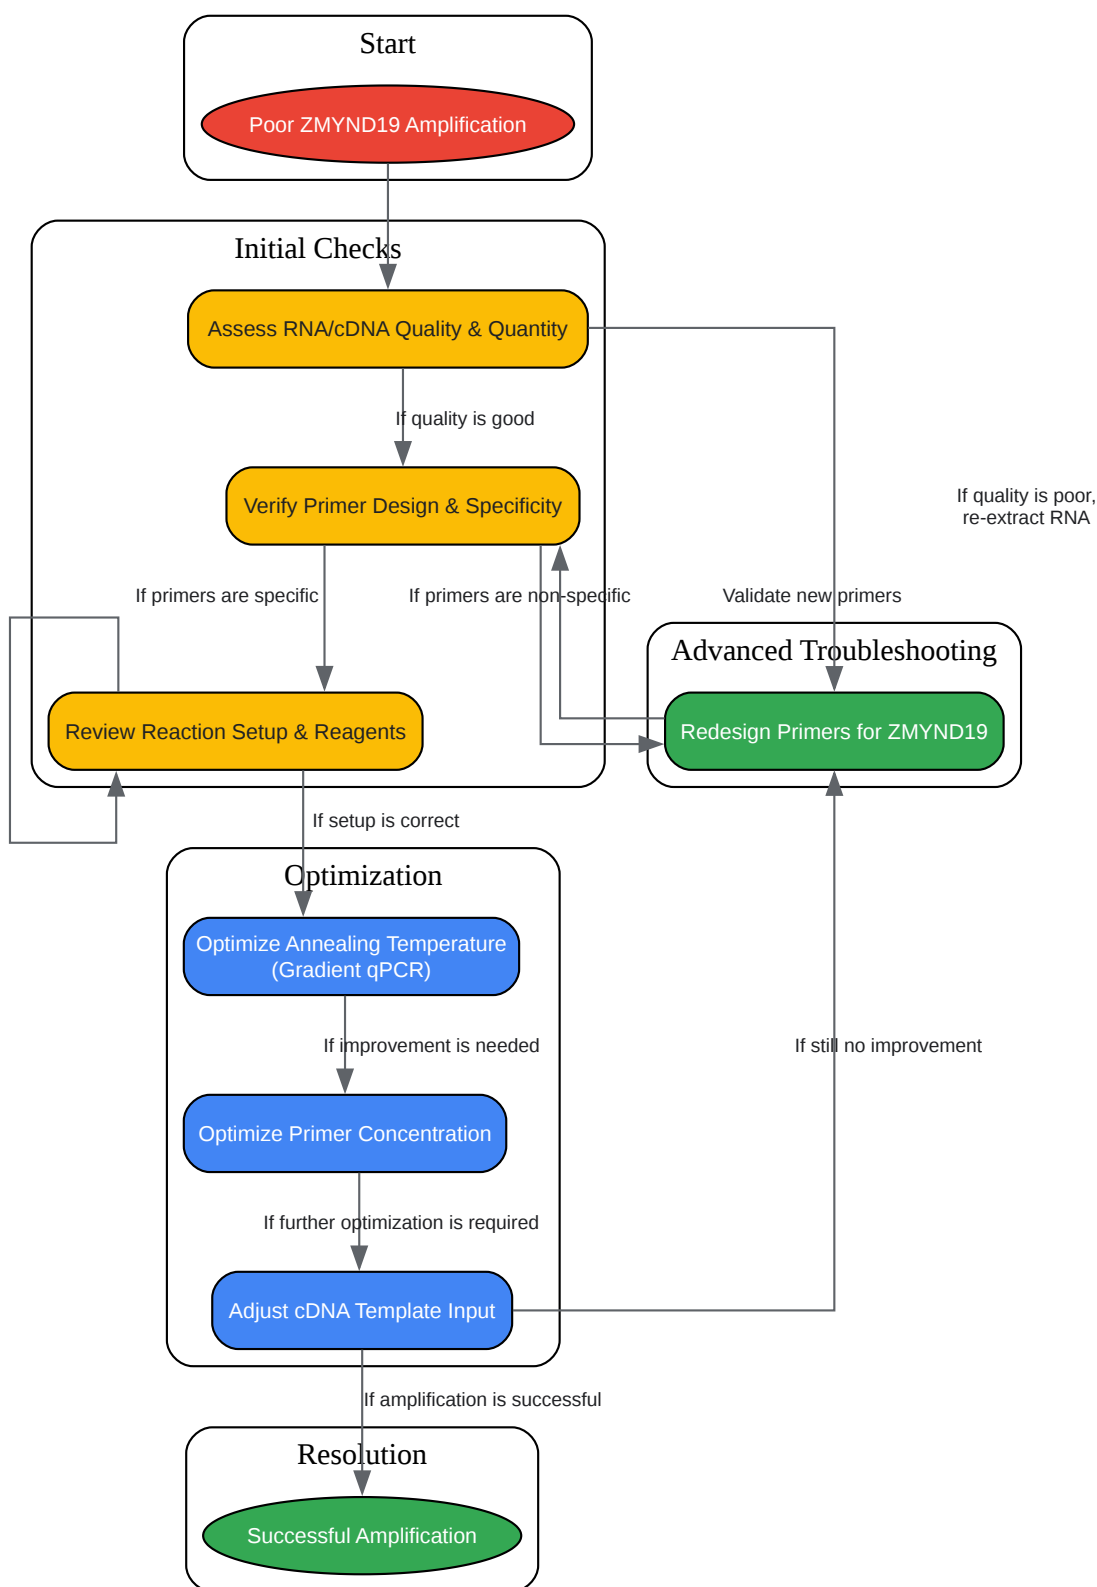 Start
Poor ZMYND19 Amplification
Initial Checks
Assess RNA/cDNA Quality & Quantity
If quality is good
Verify Primer Design & Specificity
If quality is poor,
re-extract RNA
If primers are specific
If primers are non-specific
Validate new primers
Advanced Troubleshooting
Review Reaction Setup & Reagents
Redesign Primers for ZMYND19
If setup is correct
Optimization
Optimize Annealing Temperature
(Gradient qPCR)
If improvement is needed
If still no improvement
Optimize Primer Concentration
If further optimization is required
Adjust cDNA Template Input
If amplification is successful
Resolution
Successful Amplification